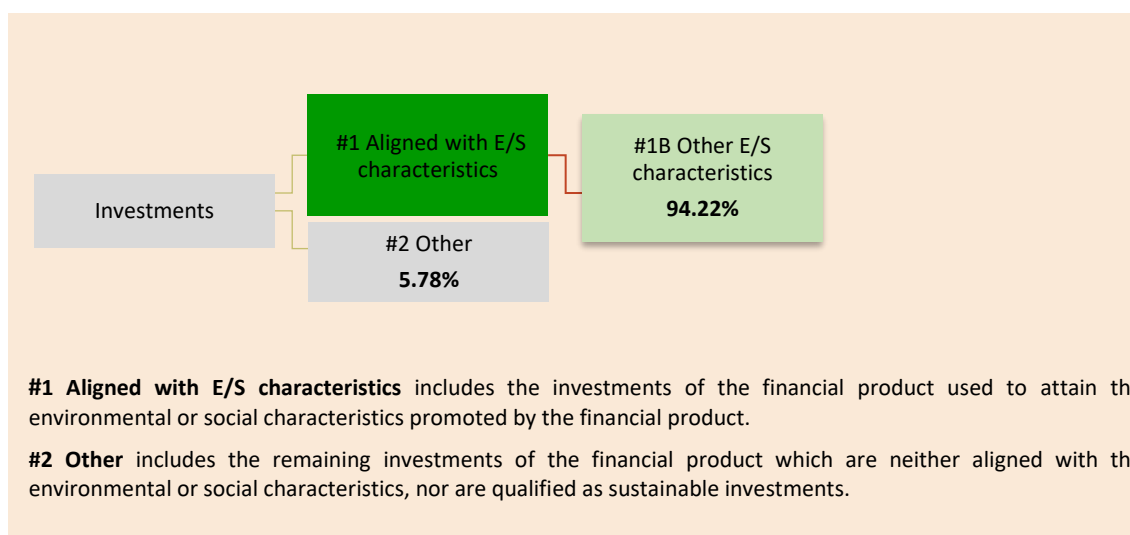 #1 Aligned with E/S
characteristics
#1B Other E/S
characteristics
94.22%
Investments
#2 Other
5.78%
#1 Aligned with E/S characteristics includes the investments of the financial product used to attain th
environmental or social characteristics promoted by the financial product.
#2 Other includes the remaining investments of the financial product which are neither aligned with th
environmental or social characteristics, nor are qualified as sustainable investments.